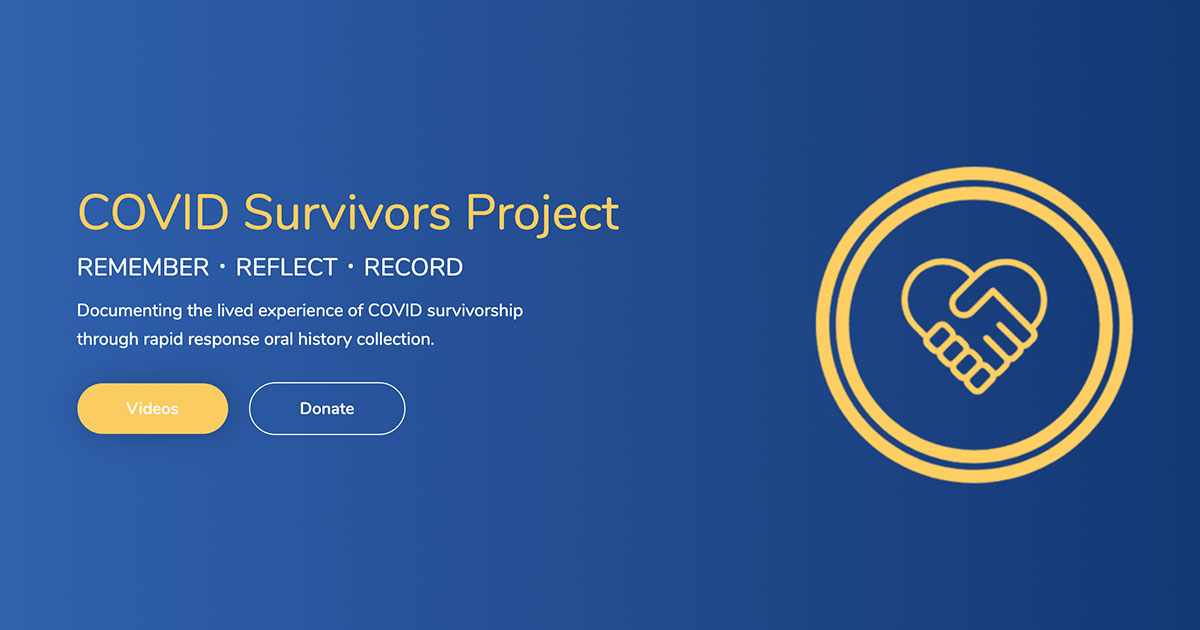 COVID Survivors Project
REMEMBER • REFLECT • RECORD
Documenting the lived experience of COVID survivorship
through rapid response oral history collection.
Videos Donate